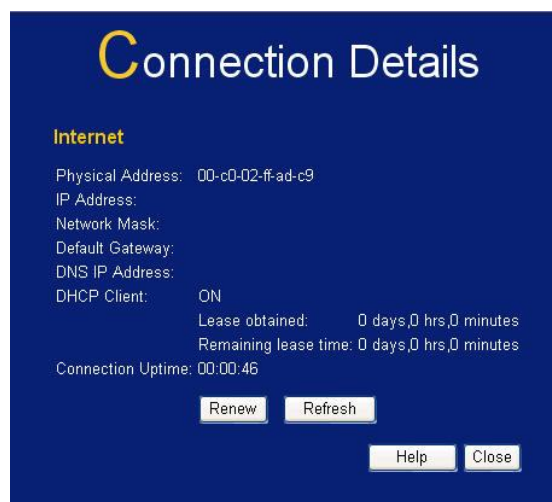 Connection Details
Internet
Physical Address: 00-c0-02-ff-ad-c9
IP Address:
Network Mask:
Default Gateway:
DNS IP Address:
DHCP Client: ON
Lease obtained: 0 days,0 hrs,0 minutes
Remaining lease time: 0 days,0 hrs,0 minutes
Connection Uptime: 00:00:46
Renew Refresh
Help Close